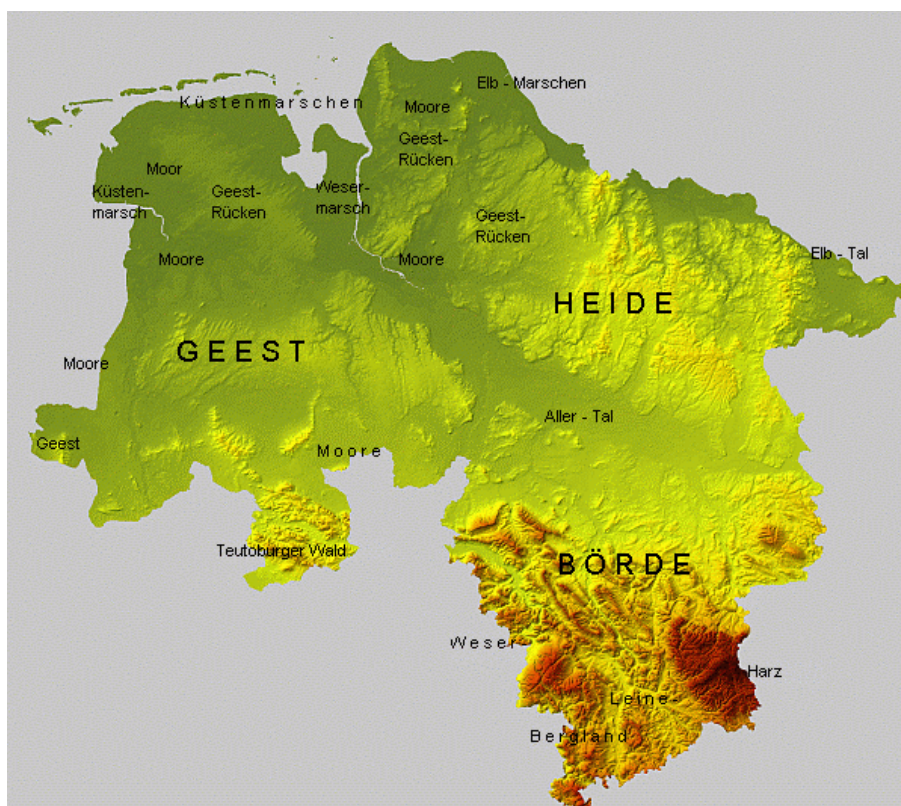 Elb - Marschen
Küstenmarschen
Moore
Geest-
Rücken
Moor
Küsten-
marsch
Geest-
Rücken
Weser-
marsch
Geest-
Rücken
Moore
Moore
Elb - Tal
HEIDE
GEEST
Moore
Aller - Tal
Geest
Moore
Teutoburger Wald
BÖRDE
Weser-
Harz
Leine-
Bergland